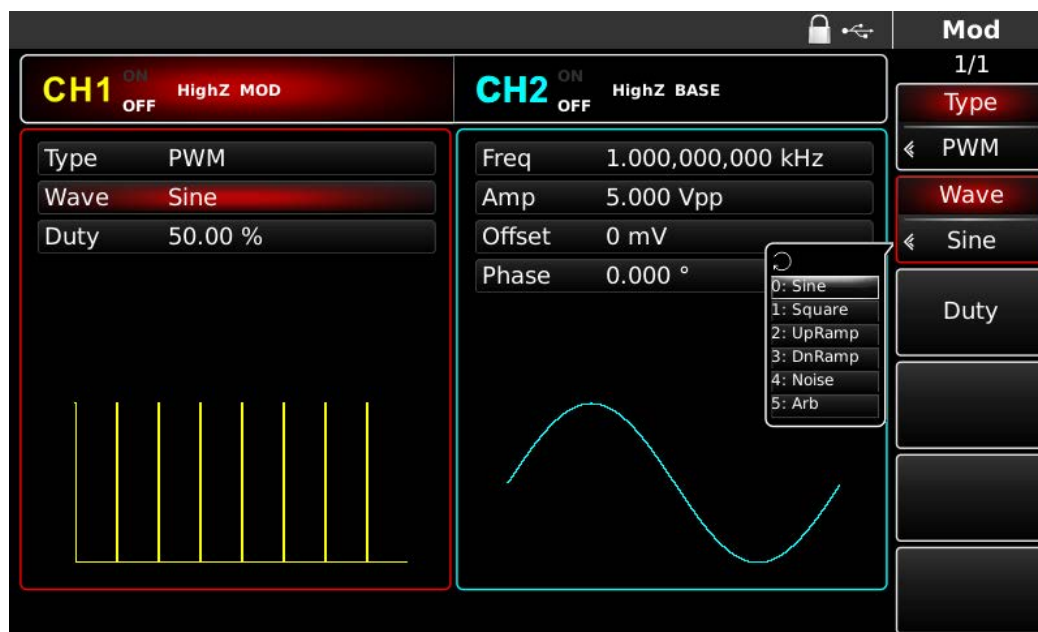 Mod
1/1
CH1 ON OFF HighZ MOD
CH2 ON OFF HighZ BASE
Type PWM
Wave Sine
Duty 50.00 %
Freq 1.000,000,000 kHz
Amp 5.000 Vpp
Offset 0 mV
Phase 0.000 °
0: Sine
1: Square
2: UpRamp
3: DnRamp
4: Noise
5: Arb
Type
PWM
Wave
Sine
Duty